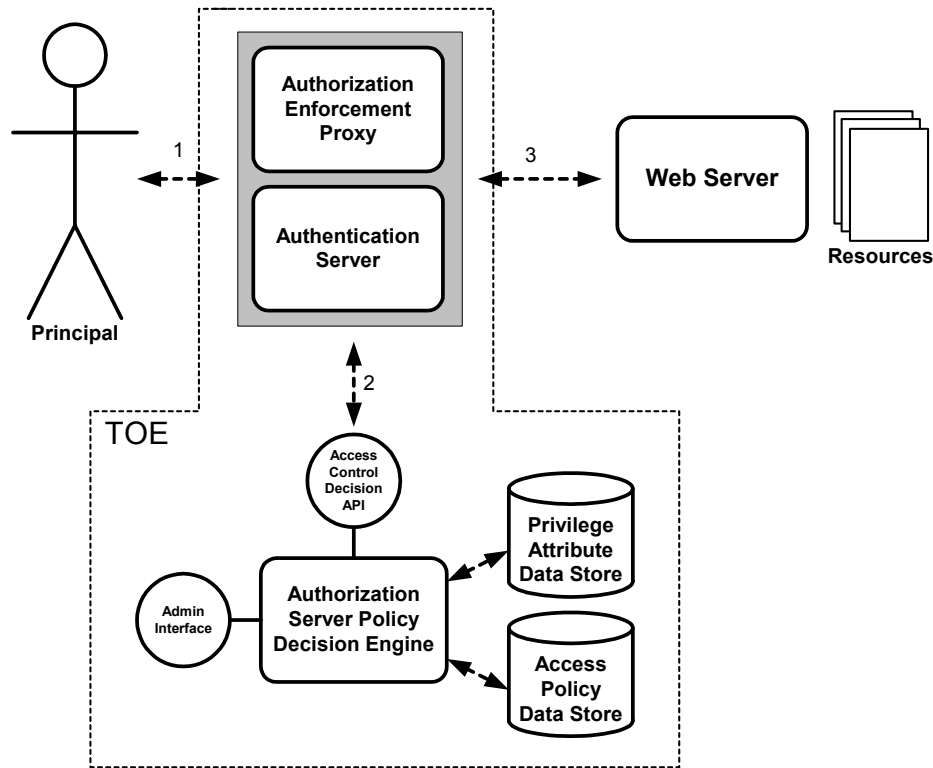 Authorization
Enforcement
Proxy
1
3
Web Server
Authentication
Server
Resources
Principal
2
TOE
Access
Control
Decision
API
Privilege
Attribute
Data Store
Authorization
Server Policy
Decision Engine
Admin
Interface
Access
Policy
Data Store